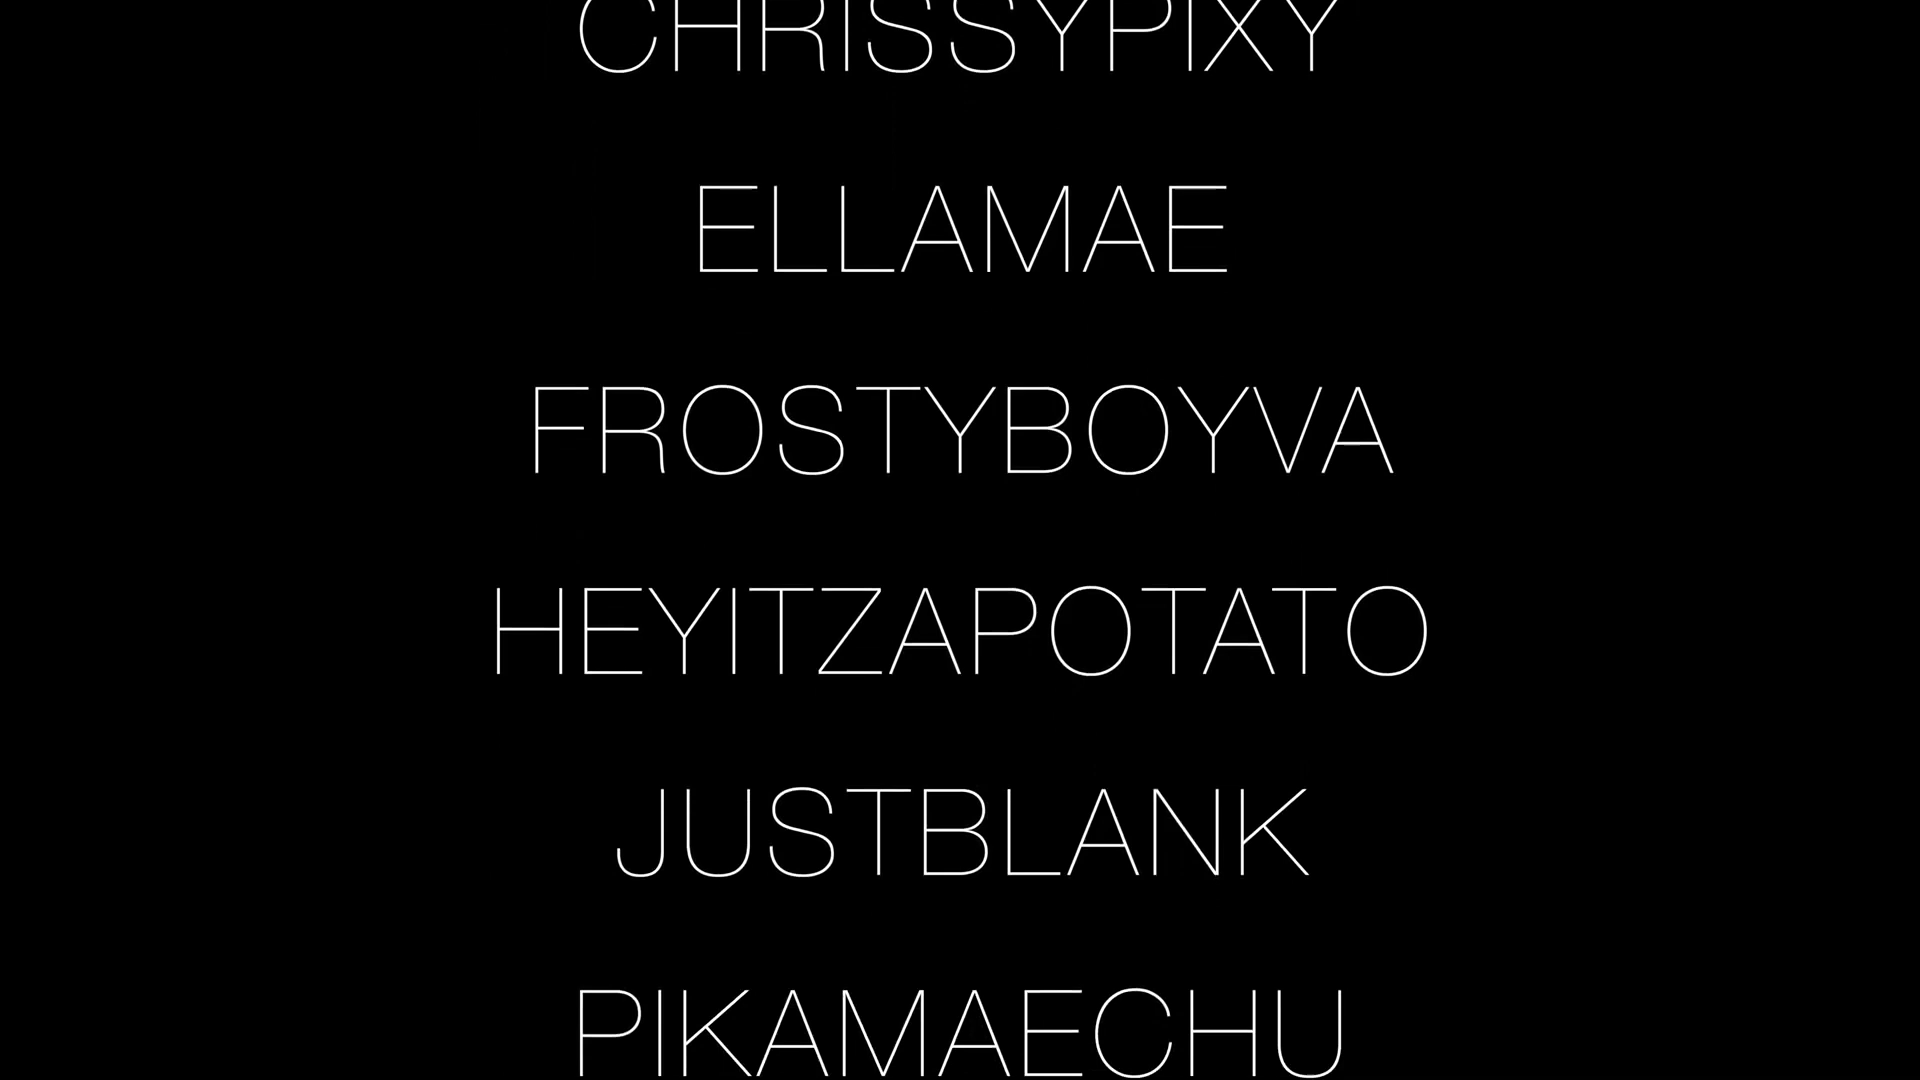 CHRISSYPIXY
ELLAMAE
FROSTYBOYVA
HEYITZAPOTATO
JUSTBLANK
PIKAMAECHU